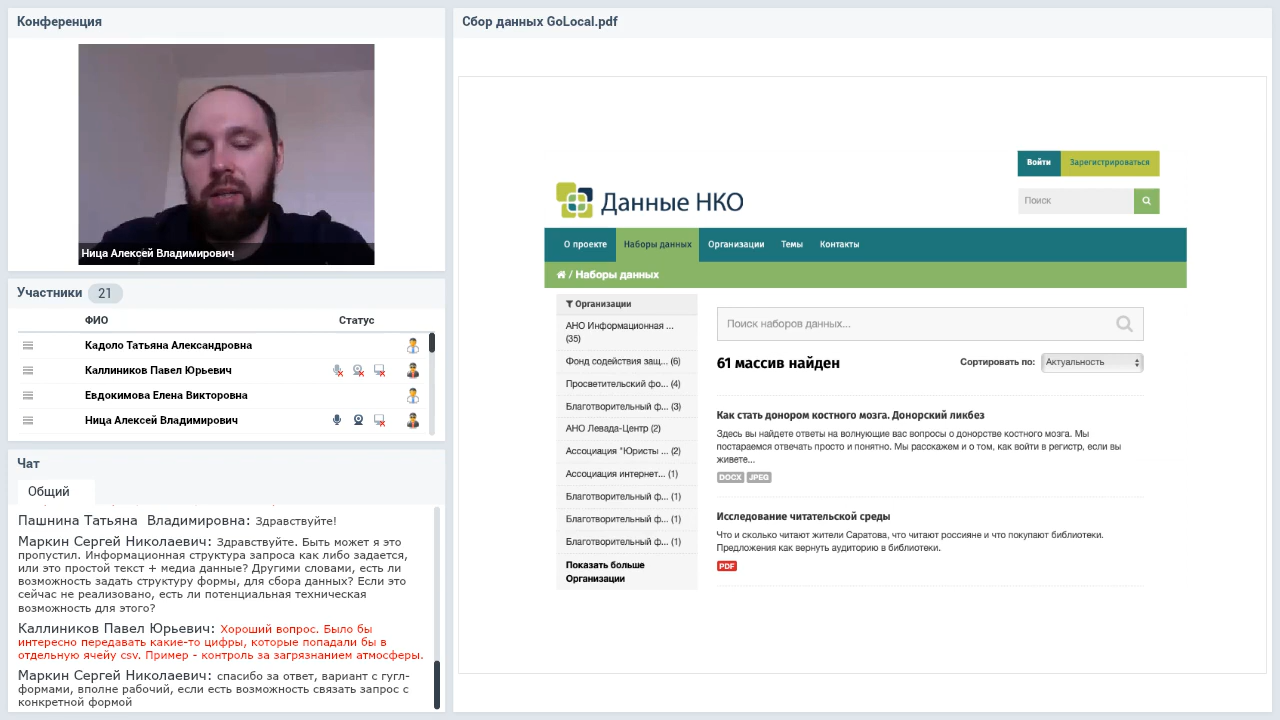 Конференция
Ница Алексей Владимирович
Участники 21
ФИО Статус
Кадоло Татьяна Александровна
Каллиников Павел Юрьевич
Евдокимова Елена Викторовна
Ница Алексей Владимирович
Чат
Общий
Пашнина Татьяна Владимировна: Здравствуйте!
Маркин Сергей Николаевич: Здравствуйте. Быть может я это
пропустил. Информационная структура запроса как либо задается,
или это простой текст + медиа данные? Другими словами, есть ли
возможность задать структуру формы, для сбора данных? Если это
сейчас не реализовано, есть ли потенциальная техническая
возможность для этого?
Каллиников Павел Юрьевич: Хороший вопрос. Было бы
интересно передавать какие-то цифры, которые попадали бы в
отдельную ячейу csv. Пример - контроль за загрязнанием атмосферы.
Маркин Сергей Николаевич: спасибо за ответ, вариант с гугл-
формами, вполне рабочий, если есть возможность связать запрос с
конкретной формой
Сбор данных GoLocal.pdf
Войти Зарегистрироваться
Данные НКО
Поиск
О проекте Наборы данных Организации Темы Контакты
/ Наборы данных
Организации
АНО Информационная ...
(35)
Фонд содействия защ... (6)
Просветительский фо... (4)
Благотворительный ф... (3)
АНО Левада-Центр (2)
Ассоциация "Юристы ... (2)
Ассоциация интернет... (1)
Благотворительный ф... (1)
Благотворительный ф... (1)
Благотворительный ф... (1)
Показать больше
Организации
Поиск наборов данных...
61 массив найден
Сортировать по: Актуальность
Как стать донором костного мозга. Донорский ликбез
Здесь вы найдете ответы на волнующие вас вопросы о донорстве костного мозга. Мы
постараемся отвечать просто и понятно. Мы расскажем и о том, как войти в регистр, если вы
живете...
DOCX JPEG
Исследование читательской среды
Что и сколько читают жители Саратова, что читают россияне и что покупают библиотеки.
Предложения как вернуть аудиторию в библиотеки.
PDF